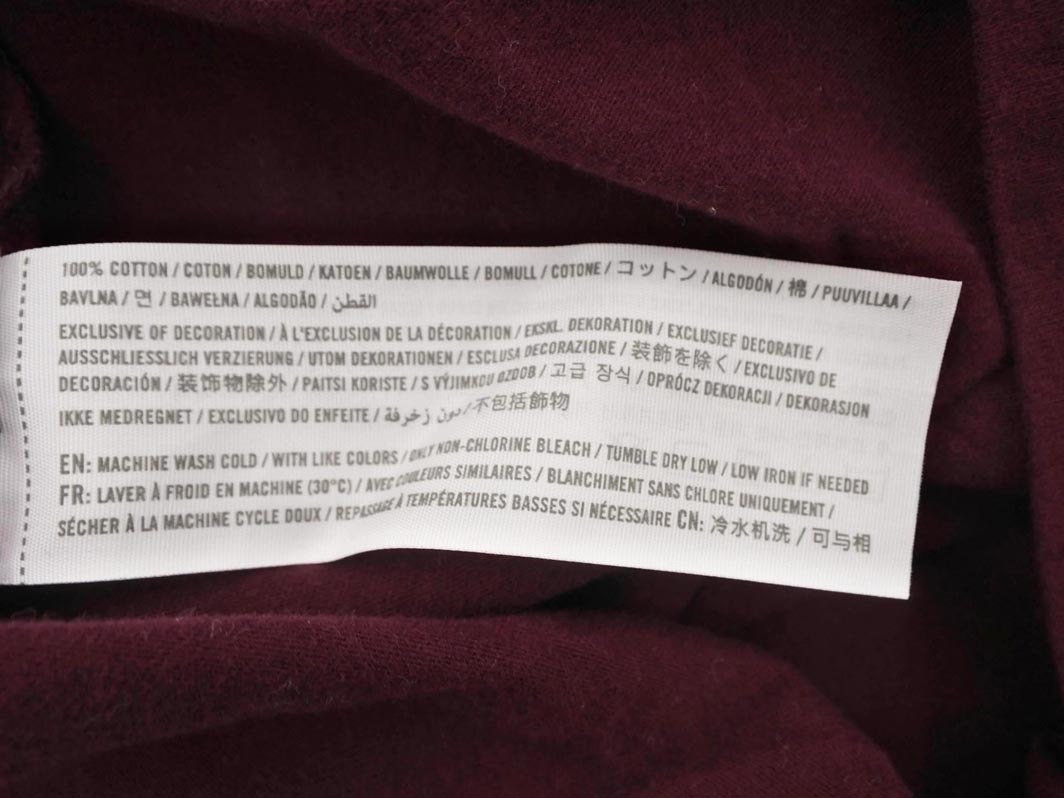 100% COTTON / COTON / BOMULD / KATOEN / BAUMWOLLE / BOMULL / COTONE / コットン / ALGODÓN / 棉 / PUUVILLAA /
BAVLNA / 면 / BAWEŁNA / ALGODÃO / القطن
EXCLUSIVE OF DECORATION / À L'EXCLUSION DE LA DÉCORATION / EKSKL. DEKORATION / EXCLUSIEF DECORATIE /
AUSSCHLIESSLICH VERZIERUNG / UTOM DEKORATIONEN / ESCLUSA DECORAZIONE / 装飾を除く / EXCLUSIVO DE
DECORACIÓN / 装饰物除外 / PAITSI KORISTE / S VÝJIMKOU OZDOB / 고급 장식 / OPRÓCZ DEKORACJI / DEKORASJON
IKKE MEDREGNET / EXCLUSIVO DO ENFEITE / دون زخرفة / 不包括飾物
EN: MACHINE WASH COLD / WITH LIKE COLORS / ONLY NON-CHLORINE BLEACH / TUMBLE DRY LOW / LOW IRON IF NEEDED
FR: LAVER À FROID EN MACHINE (30°C) / AVEC COULEURS SIMILAIRES / BLANCHIMENT SANS CHLORE UNIQUEMENT /
SÉCHER À LA MACHINE CYCLE DOUX / REPASSAGE À TEMPÉRATURES BASSES SI NÉCESSAIRE CN: 冷水机洗 / 可与相